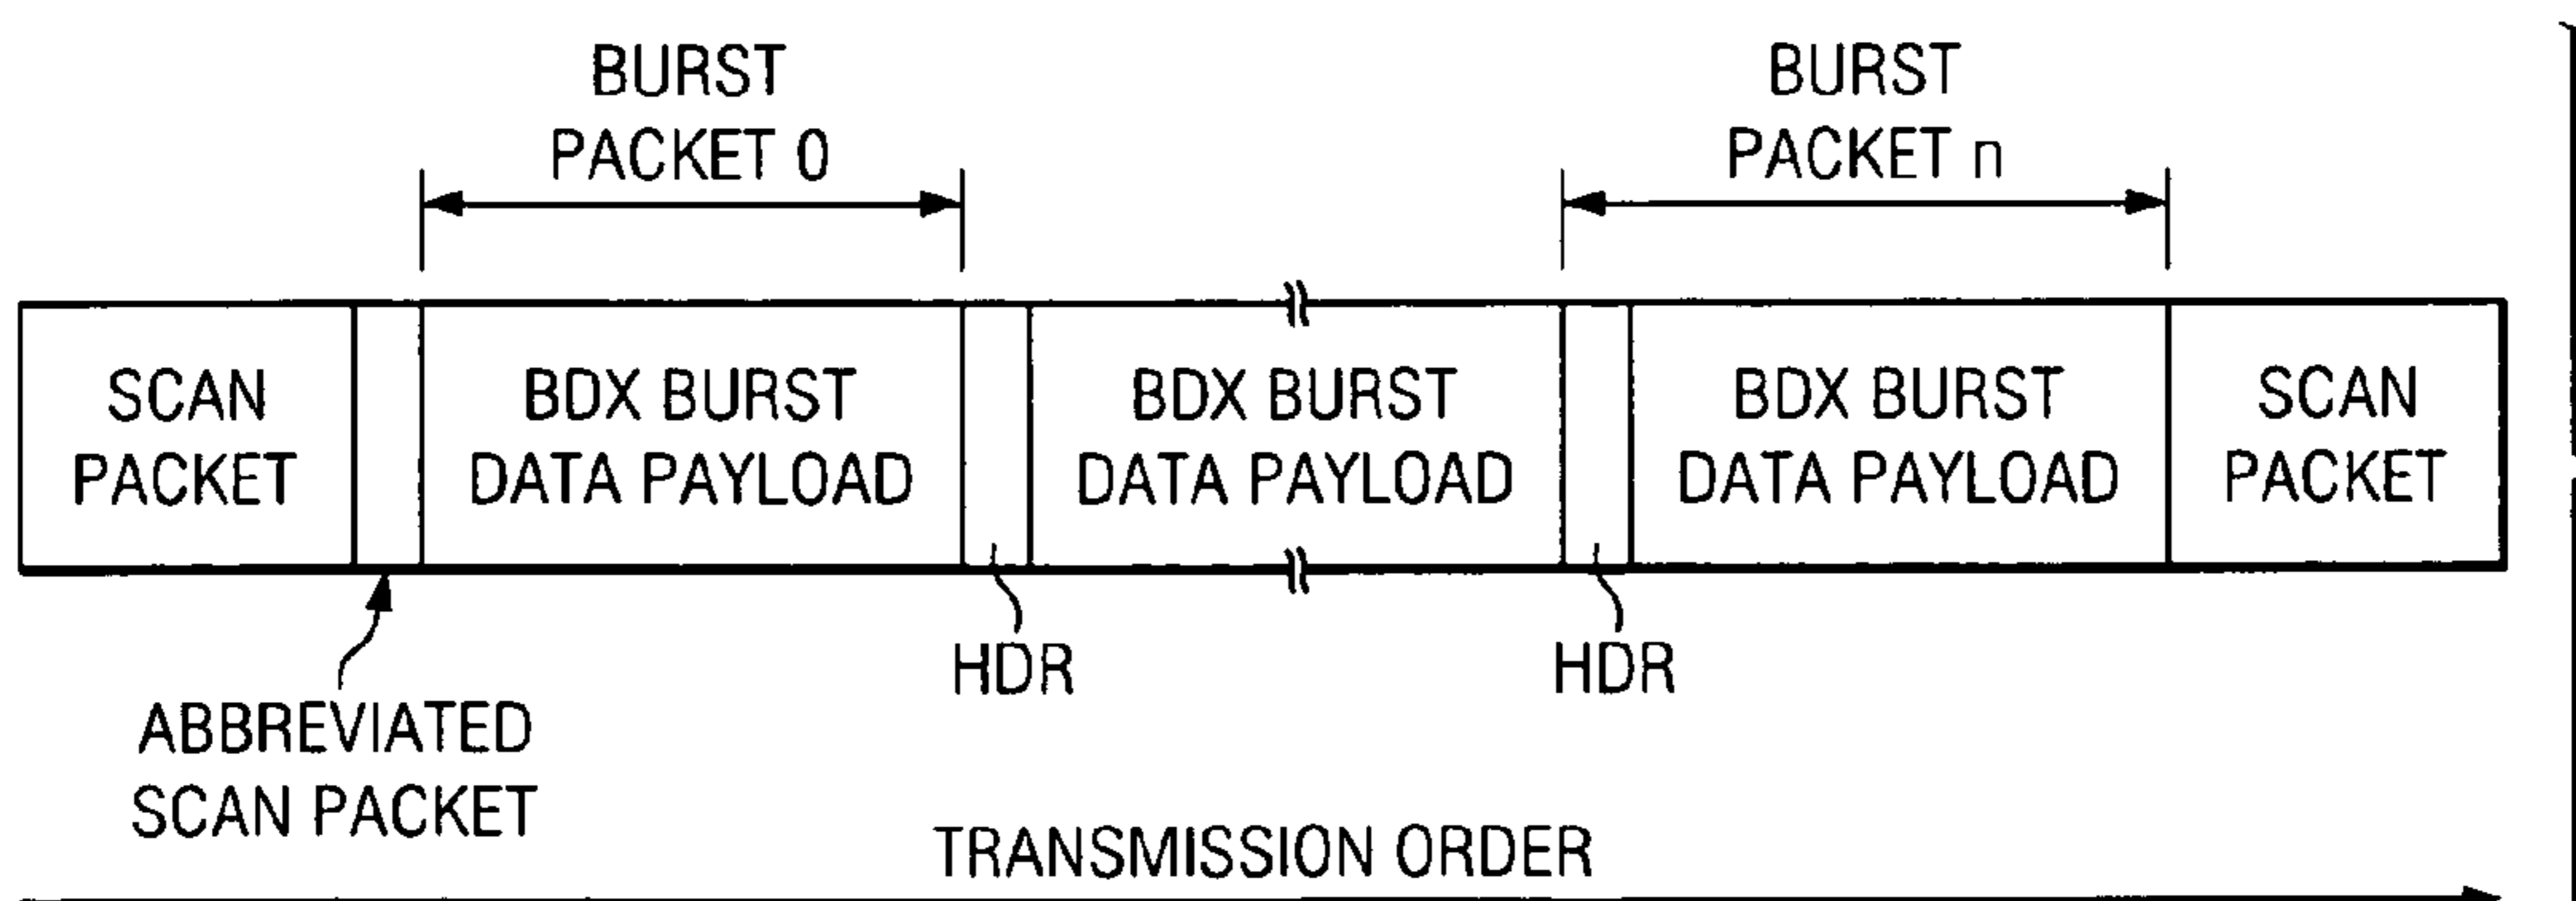 BURST
PACKET 0
BURST
PACKET n
SCAN
PACKET
BDX BURST
DATA PAYLOAD
BDX BURST
DATA PAYLOAD
BDX BURST
DATA PAYLOAD
SCAN
PACKET
HDR
HDR
ABBREVIATED
SCAN PACKET
TRANSMISSION ORDER